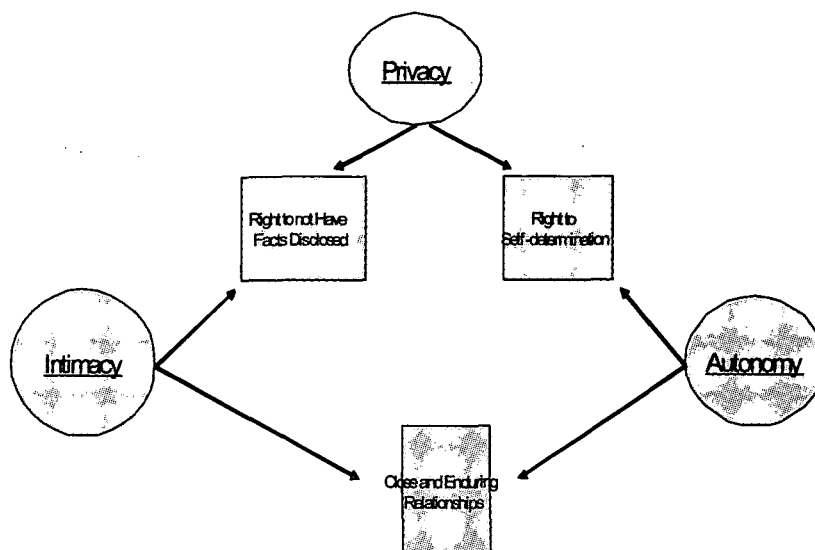 Privacy
Right to not Have
Facts Disclosed
Right to
Self-determination
Intimacy
Autonomy
Close and Enduring
Relationships